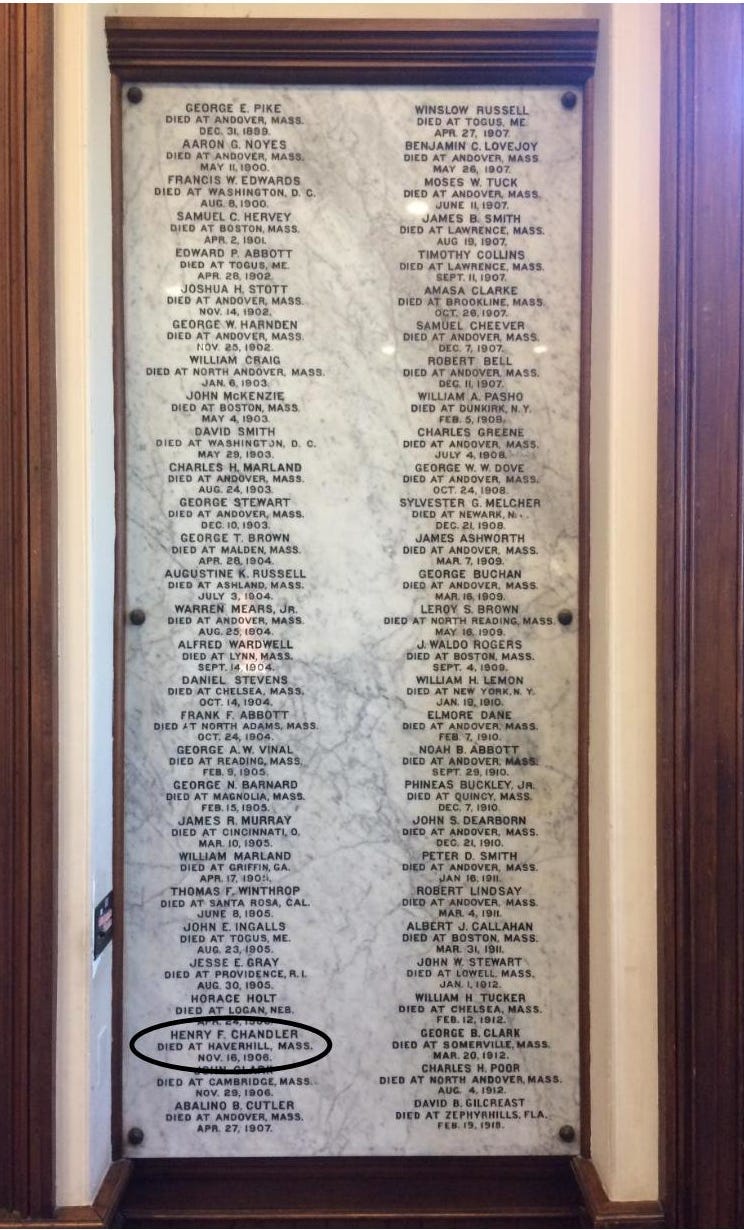 GEORGE E. PIKE
DIED AT ANDOVER, MASS.
DEC. 31, 1899.
AARON G. NOYES
DIED AT ANDOVER, MASS.
MAY 11, 1900.
FRANCIS W. EDWARDS
DIED AT WASHINGTON, D. C.
AUG. 8, 1900.
SAMUEL C. HERVEY
DIED AT BOSTON, MASS.
APR. 2, 1901.
EDWARD P. ABBOTT
DIED AT TOGUS, ME.
APR. 28, 1902.
JOSHUA H. STOTT
DIED AT ANDOVER, MASS.
NOV. 14, 1902.
GEORGE W. HARNDEN
DIED AT ANDOVER, MASS.
NOV. 25, 1902.
WILLIAM CRAIG
DIED AT NORTH ANDOVER, MASS.
JAN. 6, 1903.
JOHN McKENZIE
DIED AT BOSTON, MASS.
MAY 4, 1903.
DAVID SMITH
DIED AT WASHINGTON, D. C.
MAY 29, 1903.
CHARLES H. MARLAND
DIED AT ANDOVER, MASS.
AUG. 24, 1903.
GEORGE STEWART
DIED AT ANDOVER, MASS.
DEC. 10, 1903.
GEORGE T. BROWN
DIED AT MALDEN, MASS.
APR. 28, 1904.
AUGUSTINE K. RUSSELL
DIED AT ASHLAND, MASS.
JULY 3, 1904.
WARREN MEARS, JR.
DIED AT ANDOVER, MASS.
AUG. 25, 1904.
ALFRED WARDWELL
DIED AT LYNN, MASS.
SEPT. 14, 1904.
DANIEL STEVENS
DIED AT CHELSEA, MASS.
OCT. 14, 1904.
FRANK F. ABBOTT
DIED AT NORTH ADAMS, MASS.
OCT. 24, 1904.
GEORGE A. W. VINAL
DIED AT READING, MASS.
FEB. 9, 1905.
GEORGE N. BARNARD
DIED AT MAGNOLIA, MASS.
FEB. 15, 1905.
JAMES R. MURRAY
DIED AT CINCINNATI, O.
MAR. 10, 1905.
WILLIAM MARLAND
DIED AT GRIFFIN, GA.
APR. 17, 1905.
THOMAS F. WINTHROP
DIED AT SANTA ROSA, CAL.
JUNE 8, 1905.
JOHN E. INGALLS
DIED AT TOGUS, ME.
AUG. 23, 1905.
JESSE E. GRAY
DIED AT PROVIDENCE, R. I.
AUG. 30, 1905.
HORACE HOLT
DIED AT LOGAN, NEB.
APR. 24, 1906.
HENRY F. CHANDLER
DIED AT HAVERHILL, MASS.
NOV. 16, 1906.
JOHN CLARK
DIED AT CAMBRIDGE, MASS.
NOV. 29, 1906.
ABALINO B. CUTLER
DIED AT ANDOVER, MASS.
APR. 27, 1907.
WINSLOW RUSSELL
DIED AT TOGUS, ME.
APR. 27, 1907.
BENJAMIN C. LOVEJOY
DIED AT ANDOVER, MASS.
MAY 26, 1907.
MOSES W. TUCK
DIED AT ANDOVER, MASS.
JUNE 11, 1907.
JAMES B. SMITH
DIED AT LAWRENCE, MASS.
AUG 19, 1907.
TIMOTHY COLLINS
DIED AT LAWRENCE, MASS.
SEPT. 11, 1907.
AMASA CLARKE
DIED AT BROOKLINE, MASS.
OCT. 26, 1907.
SAMUEL CHEEVER
DIED AT ANDOVER, MASS.
DEC. 7, 1907.
ROBERT BELL
DIED AT ANDOVER, MASS.
DEC. 11, 1907.
WILLIAM A. PASHO
DIED AT DUNKIRK, N. Y.
FEB. 5, 1908.
CHARLES GREENE
DIED AT ANDOVER, MASS.
JULY 4, 1908.
GEORGE W. W. DOVE
DIED AT ANDOVER, MASS.
OCT. 24, 1908.
SYLVESTER G. MELCHER
DIED AT NEWARK,
DEC. 21, 1908.
JAMES ASHWORTH
DIED AT ANDOVER, MASS.
MAR. 7, 1909.
GEORGE BUCHAN
DIED AT ANDOVER, MASS.
MAR. 16, 1909.
LEROY S. BROWN
DIED AT NORTH READING, MASS.
MAY 16, 1909.
J. WALDO ROGERS
DIED AT BOSTON, MASS.
SEPT. 4, 1909.
WILLIAM H. LEMON
DIED AT NEW YORK, N. Y.
JAN. 19, 1910.
ELMORE DANE
DIED AT ANDOVER, MASS.
FEB. 7, 1910.
NOAH B. ABBOTT
DIED AT ANDOVER, MASS.
SEPT. 29, 1910.
PHINEAS BUCKLEY, JR.
DIED AT QUINCY, MASS.
DEC. 7, 1910.
JOHN S. DEARBORN
DIED AT ANDOVER, MASS.
DEC. 21, 1910.
PETER D. SMITH
DIED AT ANDOVER, MASS.
JAN 16, 1911.
ROBERT LINDSAY
DIED AT ANDOVER, MASS.
MAR. 4, 1911.
ALBERT J. CALLAHAN
DIED AT BOSTON, MASS.
MAR. 31, 1911.
JOHN W. STEWART
DIED AT LOWELL, MASS.
JAN. 1, 1912.
WILLIAM H. TUCKER
DIED AT CHELSEA, MASS.
FEB. 12, 1912.
GEORGE B. CLARK
DIED AT SOMERVILLE, MASS.
MAR. 20, 1912.
CHARLES H. POOR
DIED AT NORTH ANDOVER, MASS.
AUG. 4, 1912.
DAVID B. GILCREAST
DIED AT ZEPHYRHILLS, FLA.
FEB. 19, 1918.